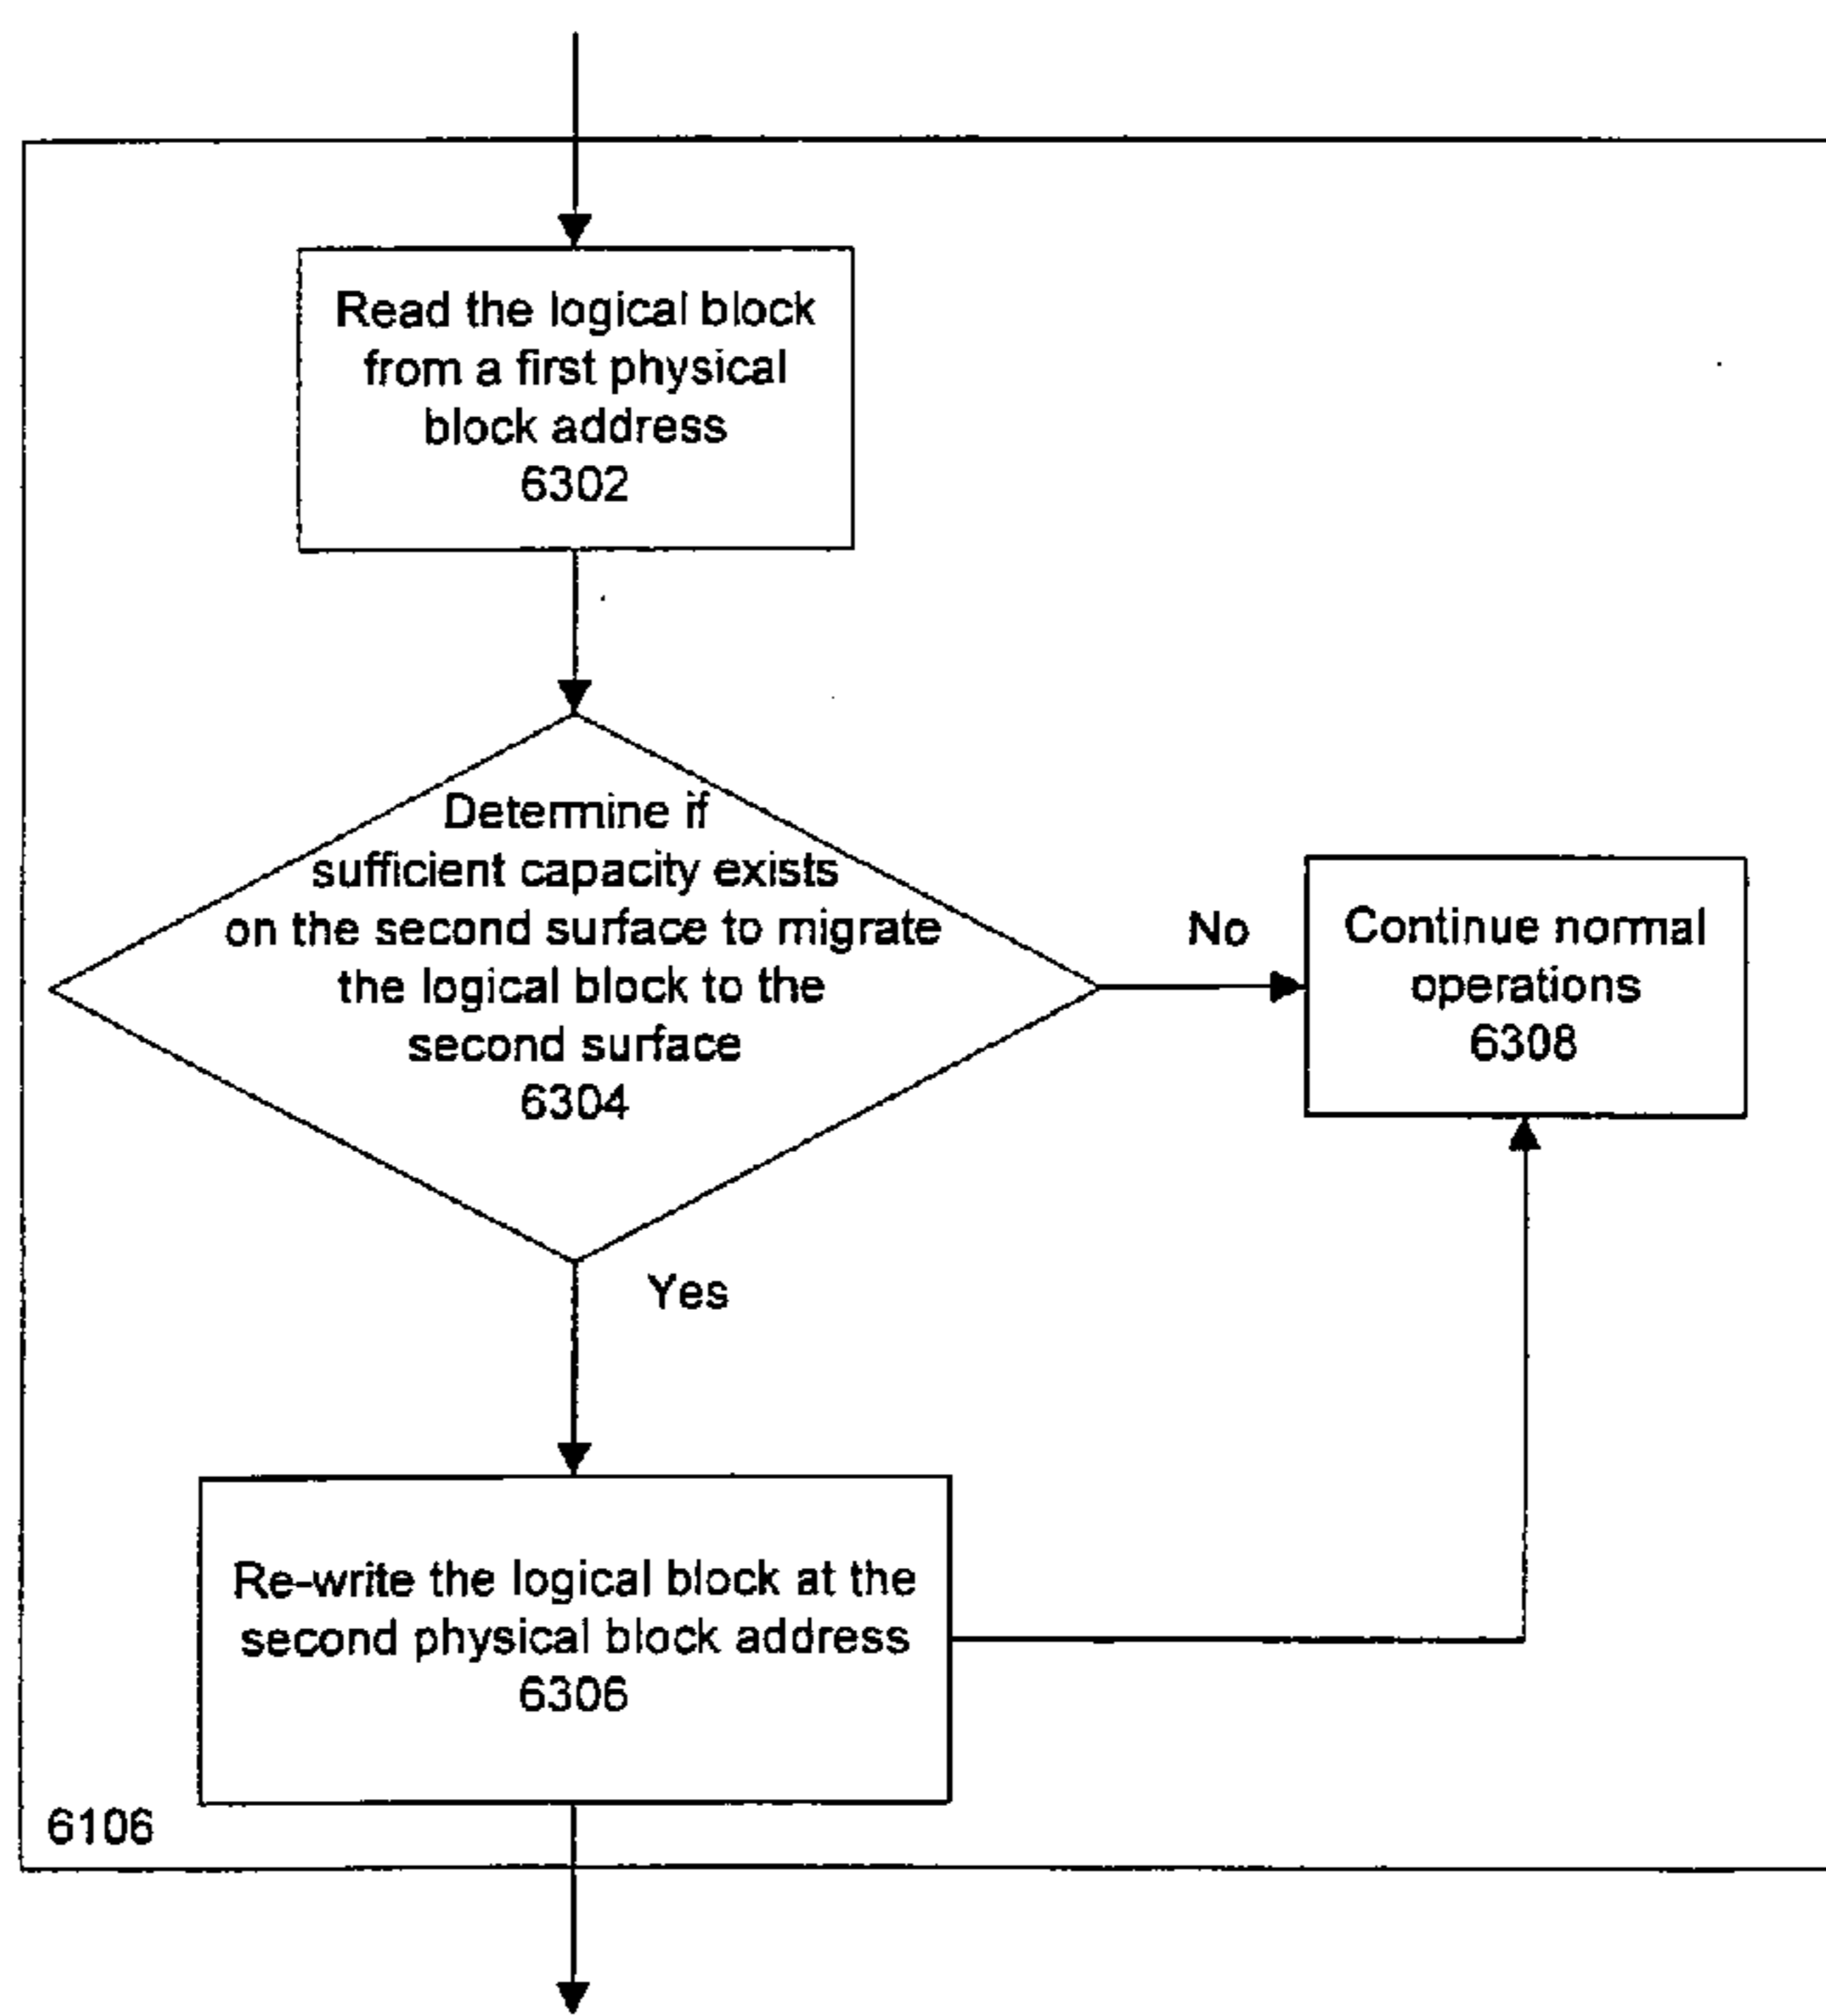 Read the logical block
from a first physical
block address
6302
Determine if
sufficient capacity exists
on the second surface to migrate
the logical block to the
second surface
6304
No
Continue normal
operations
6308
Yes
Re-write the logical block at the
second physical block address
6306
6106